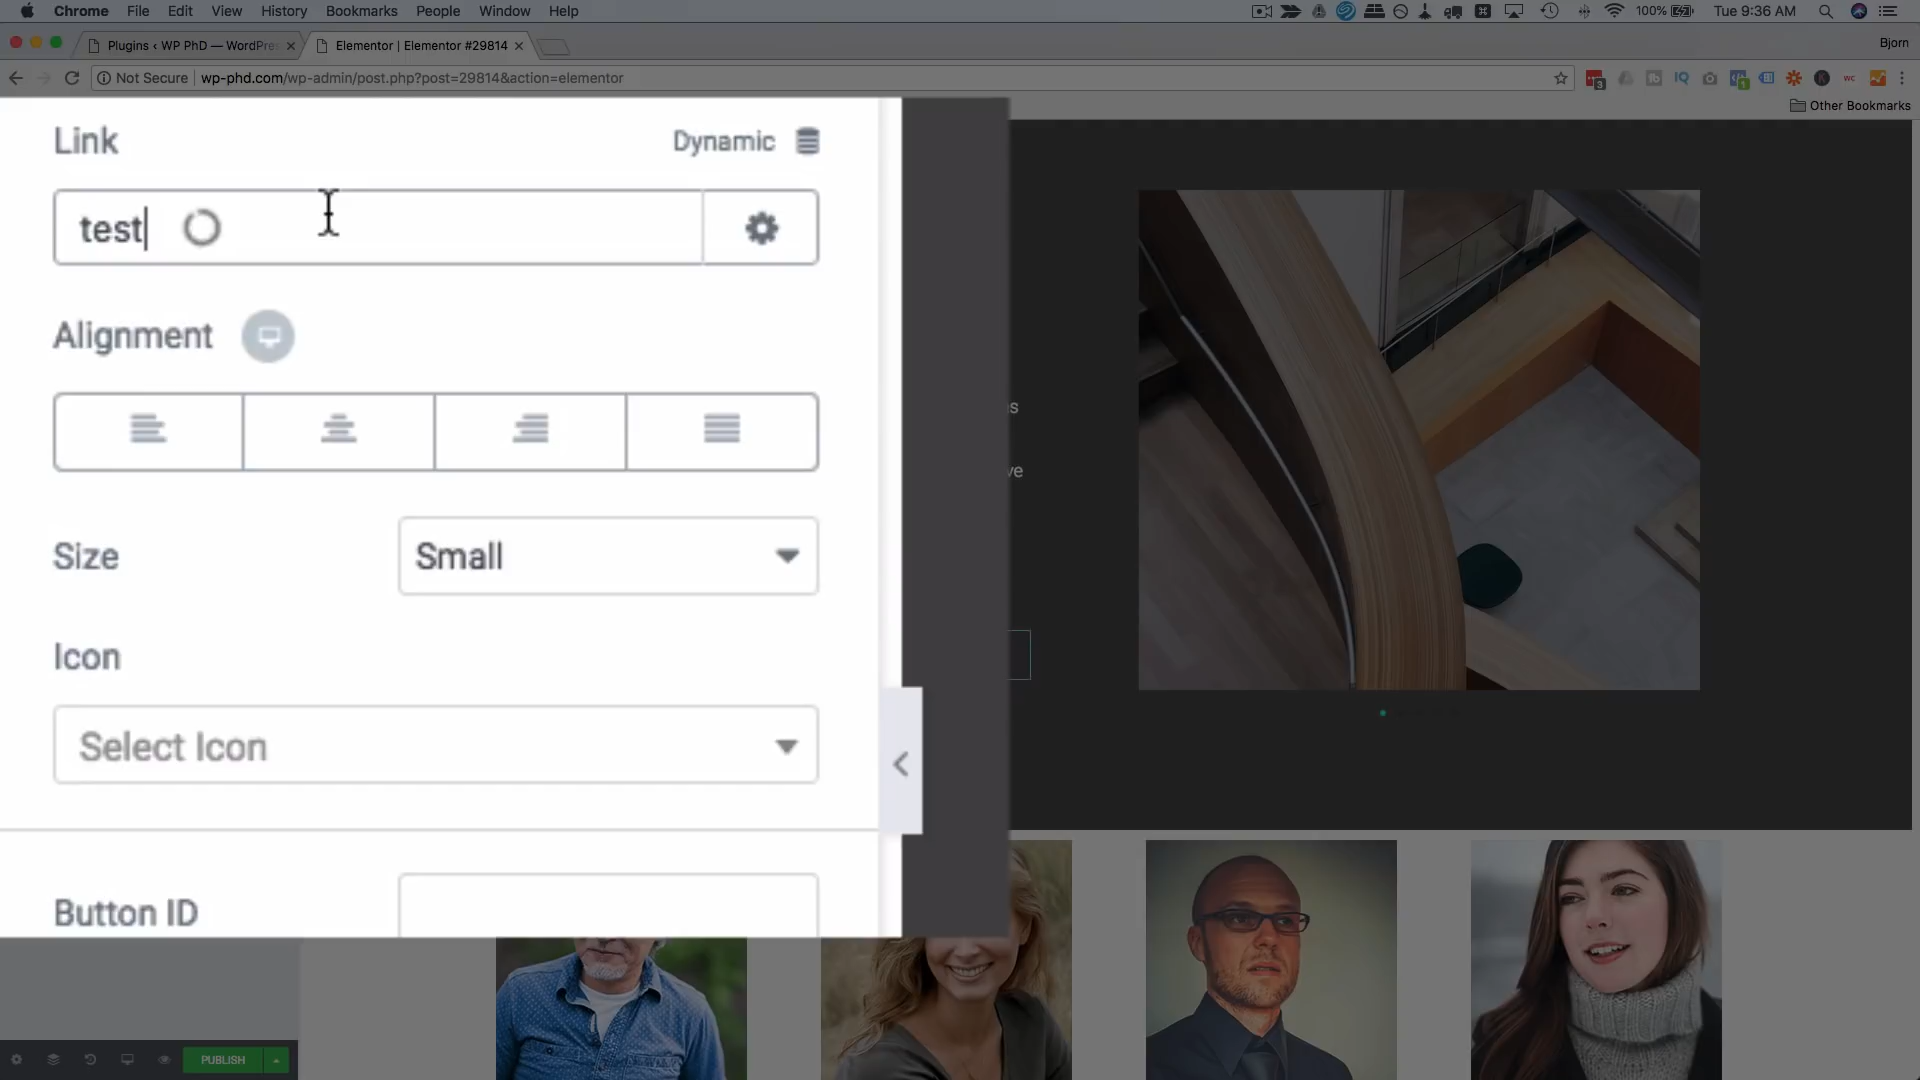 Chrome File Edit View History Bookmarks People Window Help 100% Tue 9:36 AM
Plugins ‹ WP PhD — WordPre Elementor | Elementor #29814 Bjorn
Not Secure wp-phd.com/wp-admin/post.php?post=29814&action=elementor
Other Bookmarks
Link Dynamic
test
Alignment
Size Small
Icon
Select Icon
Button ID
PUBLISH